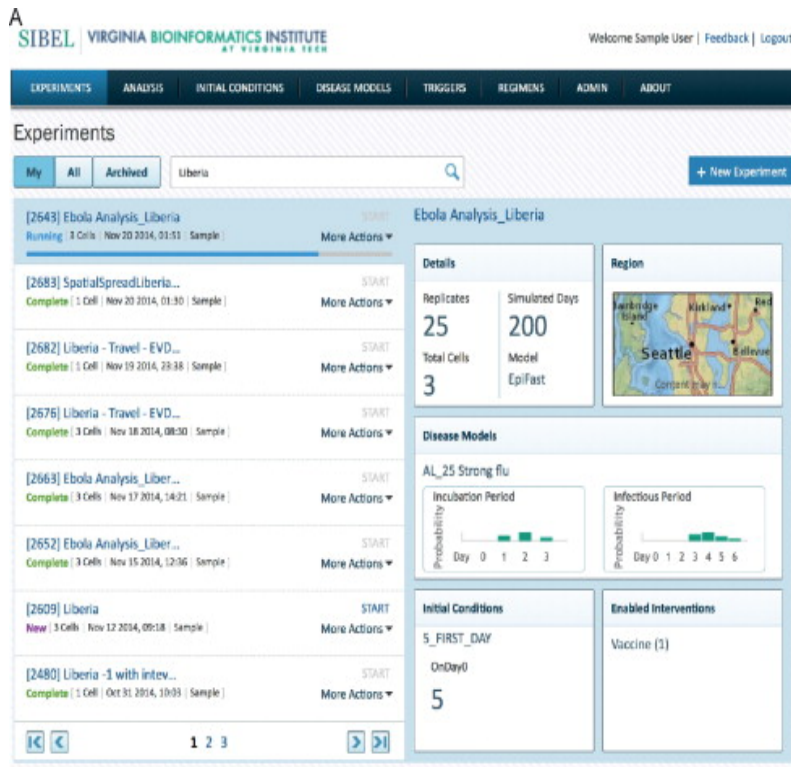 A
SIBEL VIRGINIA BIOINFORMATICS INSTITUTE
AT VIRGINIA TECH
Welcome Sample User | Feedback | Logout
EXPERIMENTS ANALYSIS INITIAL CONDITIONS DISEASE MODELS TRIGGERS REGIMENS ADMIN ABOUT
Experiments
My All Archived Liberia + New Experiment
[2643] Ebola Analysis_Liberia START
Running | 3 Cells | Nov 20 2014, 01:51 | Sample | More Actions
[2683] SpatialSpreadLiberia... START
Complete | 1 Cell | Nov 20 2014, 01:30 | Sample | More Actions
[2682] Liberia - Travel - EVD... START
Complete | 1 Cell | Nov 19 2014, 23:38 | Sample | More Actions
[2676] Liberia - Travel - EVD... START
Complete | 3 Cells | Nov 18 2014, 08:30 | Sample | More Actions
[2663] Ebola Analysis_Liber... START
Complete | 3 Cells | Nov 17 2014, 14:21 | Sample | More Actions
[2652] Ebola Analysis_Liber... START
Complete | 3 Cells | Nov 15 2014, 12:36 | Sample | More Actions
[2609] Liberia START
New | 3 Cells | Nov 12 2014, 09:18 | Sample | More Actions
[2480] Liberia -1 with intev... START
Complete | 1 Cell | Oct 31 2014, 10:03 | Sample | More Actions
1 2 3
Ebola Analysis_Liberia
Details
Replicates Simulated Days
25 200
Total Cells Model
3 EpiFast
Region
Bainbridge Island Kirkland Red
Seattle Bellevue
Content may n...
Disease Models
AL_25 Strong flu
Incubation Period
Probability
Day 0 1 2 3
Infectious Period
Probability
Day 0 1 2 3 4 5 6
Initial Conditions
5_FIRST_DAY
OnDay0
5
Enabled Interventions
Vaccine (1)